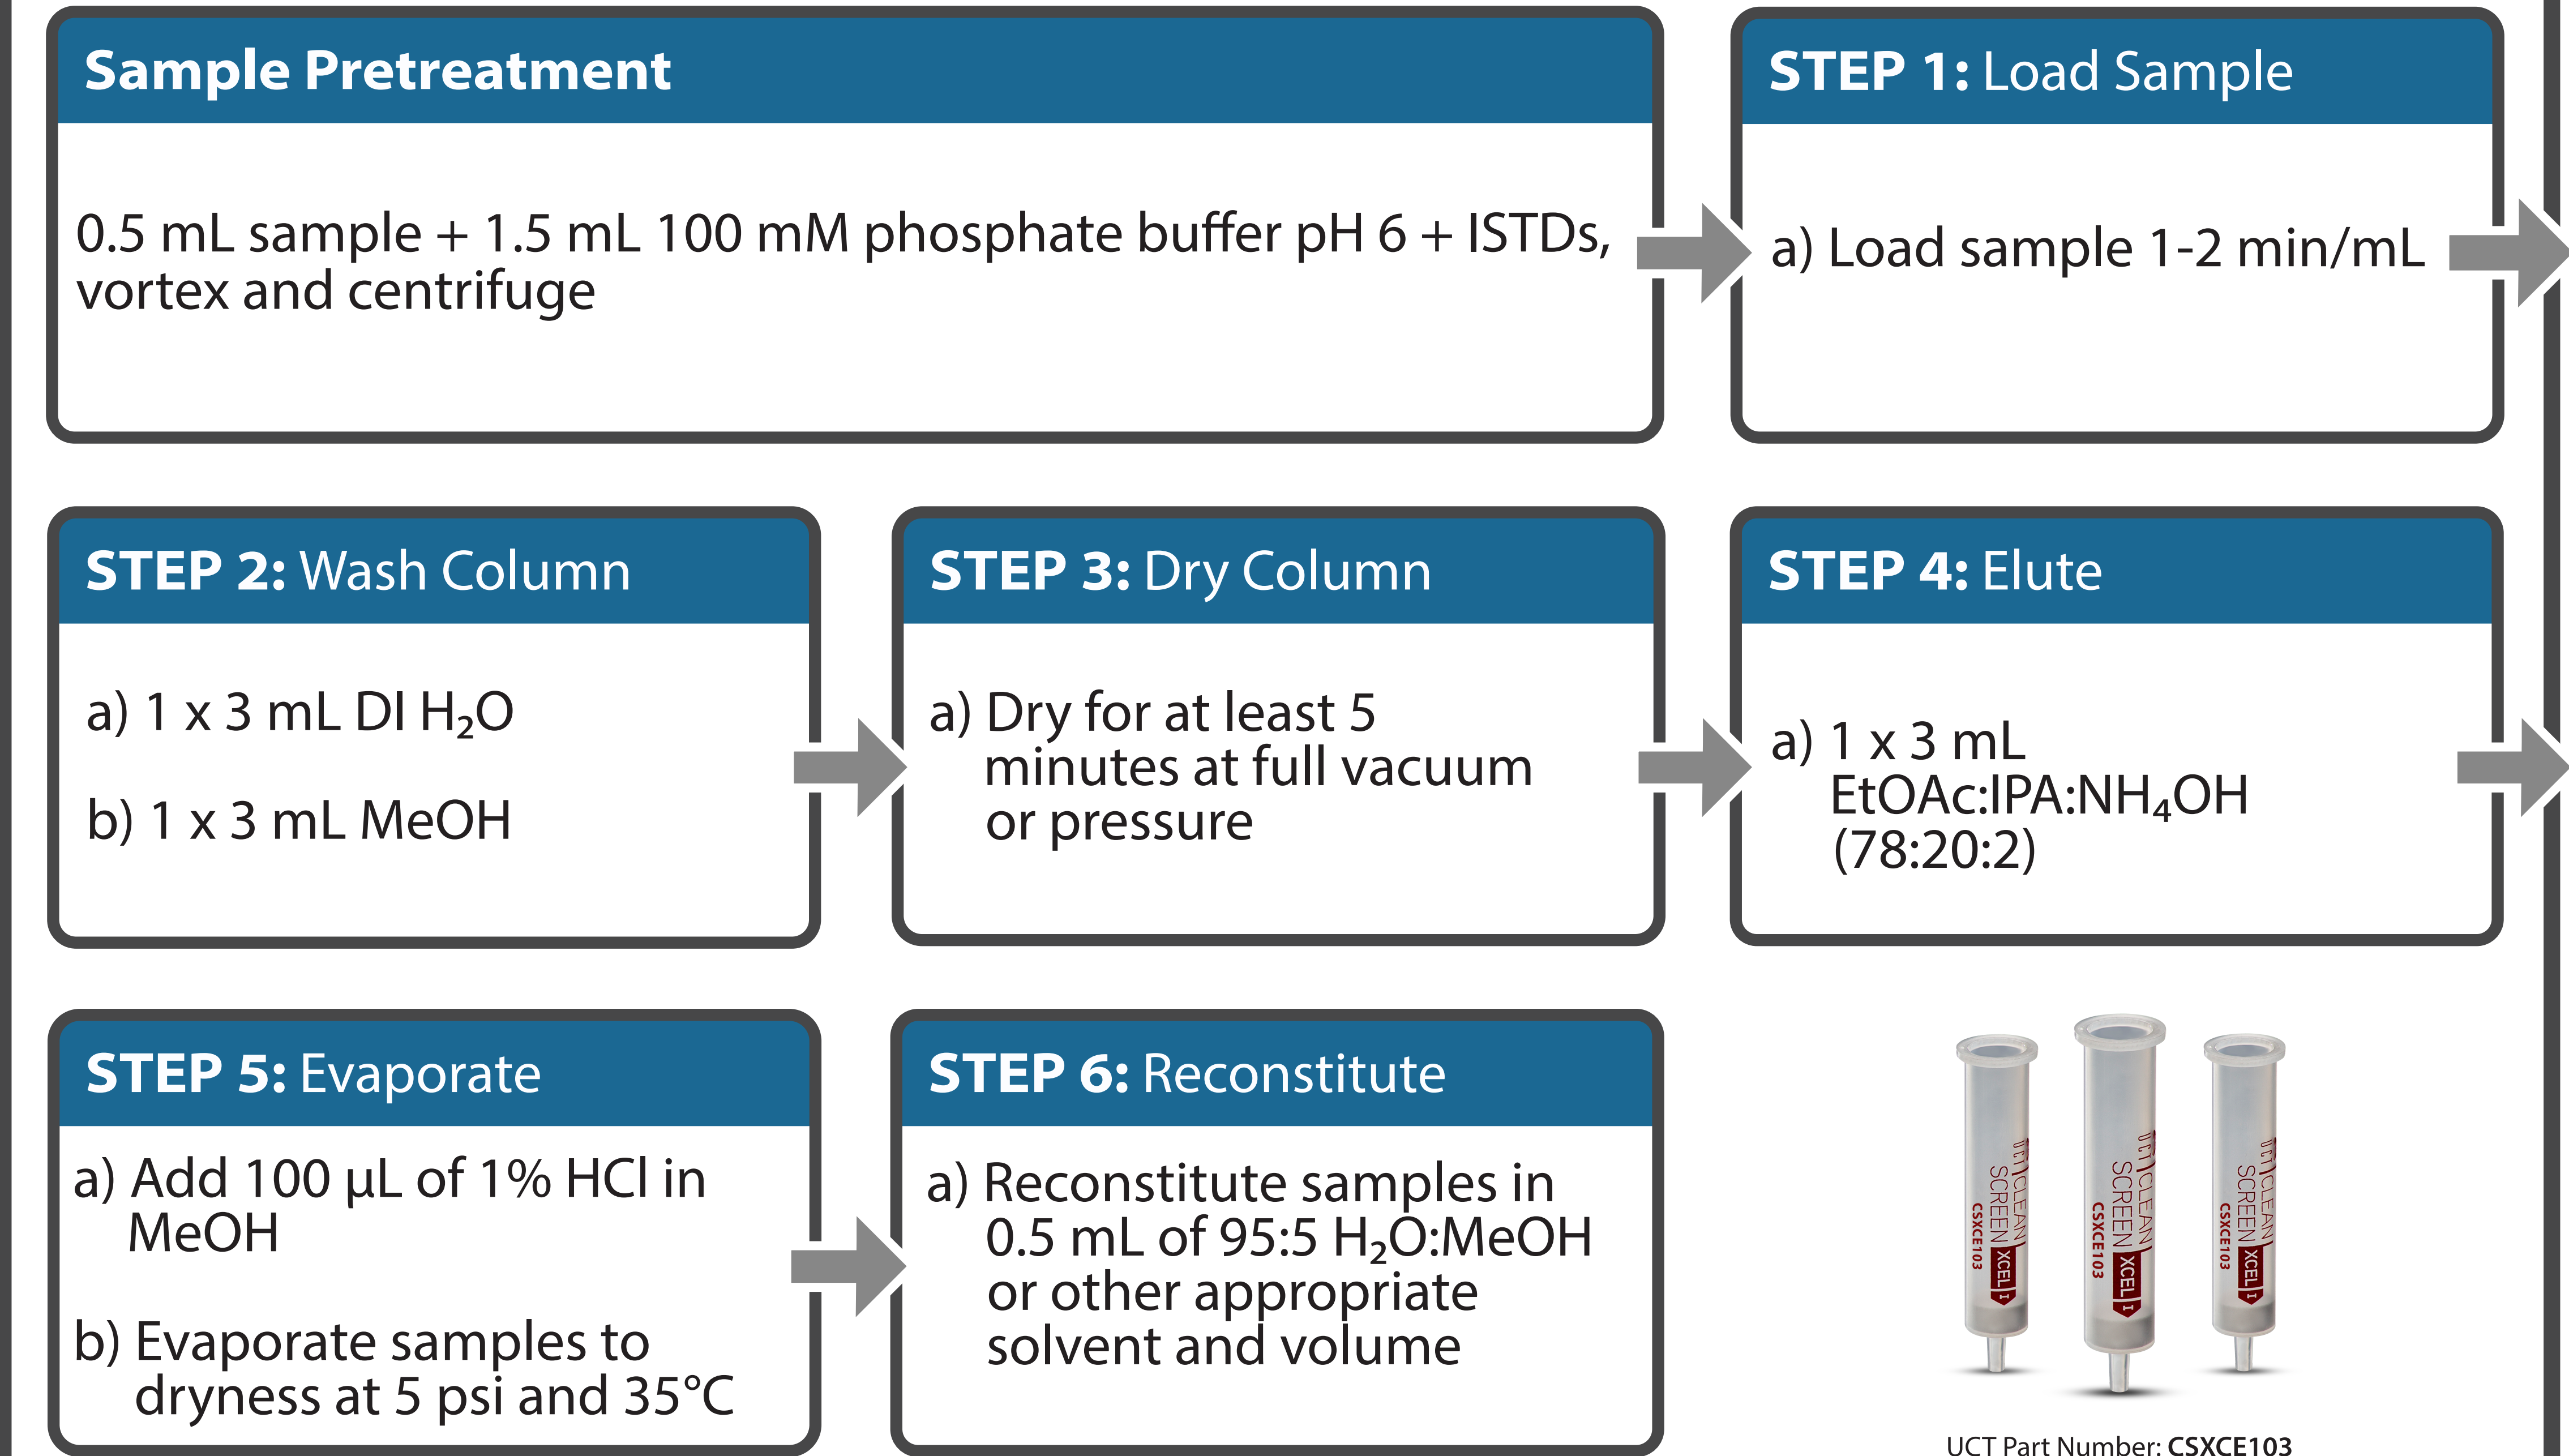 Sample Pretreatment
0.5 mL sample + 1.5 mL 100 mM phosphate buffer pH 6 + ISTDs,
vortex and centrifuge
STEP 1: Load Sample
a) Load sample 1-2 min/mL
STEP 2: Wash Column
a) 1 x 3 mL DI H₂O
b) 1 x 3 mL MeOH
STEP 3: Dry Column
a) Dry for at least 5
minutes at full vacuum
or pressure
STEP 4: Elute
a) 1 x 3 mL
EtOAc:IPA:NH₄OH
(78:20:2)
STEP 5: Evaporate
a) Add 100 µL of 1% HCl in
MeOH
b) Evaporate samples to
dryness at 5 psi and 35°C
STEP 6: Reconstitute
a) Reconstitute samples in
0.5 mL of 95:5 H₂O:MeOH
or other appropriate
solvent and volume
UCT CLEAN
SCREEN XCEL I
CSXCE103
UCT CLEAN
SCREEN XCEL I
CSXCE103
UCT CLEAN
SCREEN XCEL I
CSXCE103
UCT Part Number: CSXCE103